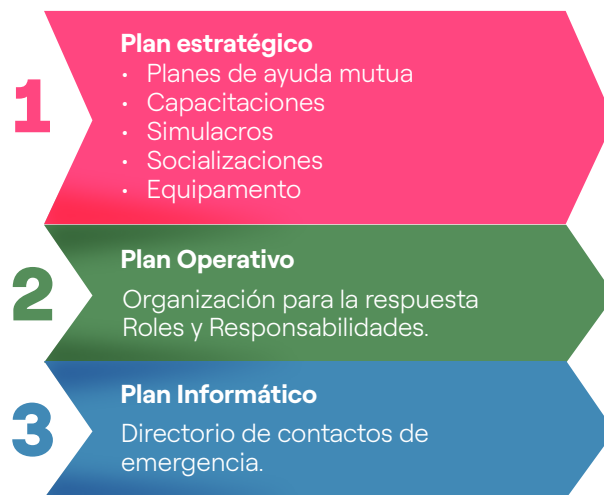 1
Plan estratégico
• Planes de ayuda mutua
• Capacitaciones
• Simulacros
• Socializaciones
• Equipamento
2
Plan Operativo
Organización para la respuesta
Roles y Responsabilidades.
3
Plan Informático
Directorio de contactos de
emergencia.